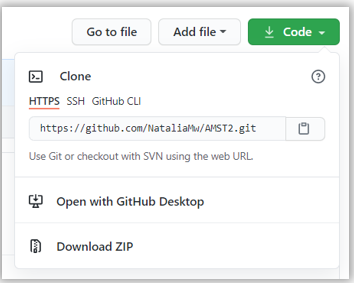 Go to file Add file Code
Clone
HTTPS SSH GitHub CLI
https://github.com/NataliaMw/AMST2.git
Use Git or checkout with SVN using the web URL.
Open with GitHub Desktop
Download ZIP